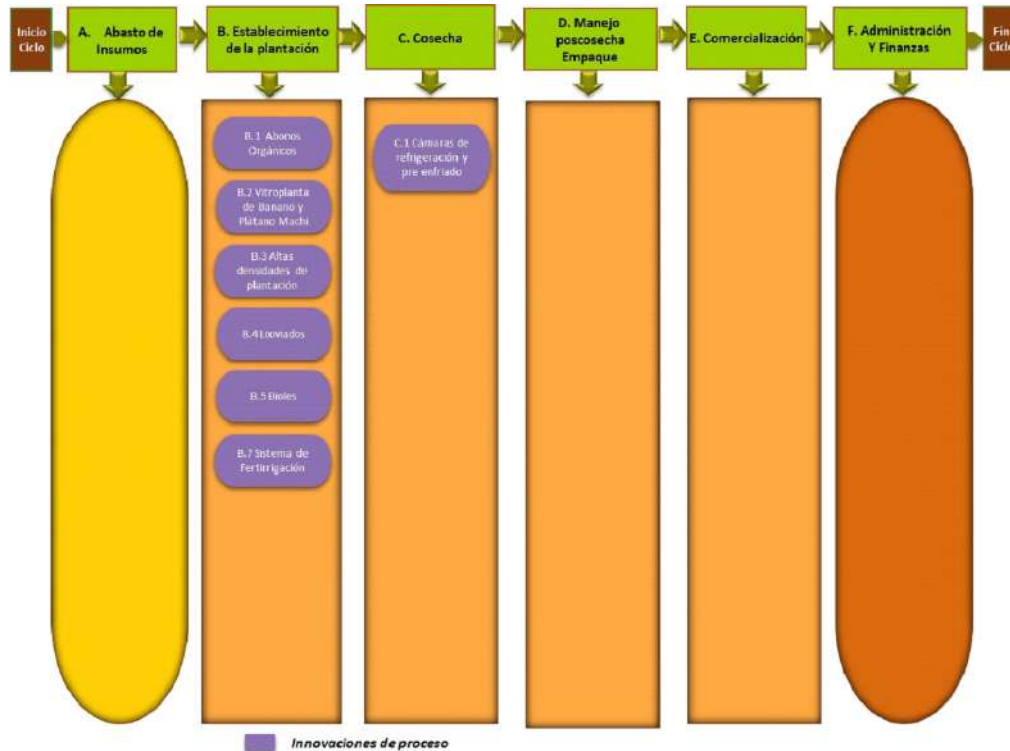 Inicio
Ciclo
A. Abasto de
Insumos
B. Establecimiento
de la plantación
C. Cosecha
D. Manejo
poscosecha
Empaque
E. Comercialización
F. Administración
Y Finanzas
Fin
Ciclo
B.1 Abonos
Orgánicos
B.2 Vitroplanta
de Banano y
Plátano Machi
B.3 Altas
densidades de
plantación
B.4 Lixiviados
B.5 Bioles
B.7 Sistema de
Fertirrigación
C.1 Cámaras de
refrigeración y
pre enfriado
Innovaciones de proceso